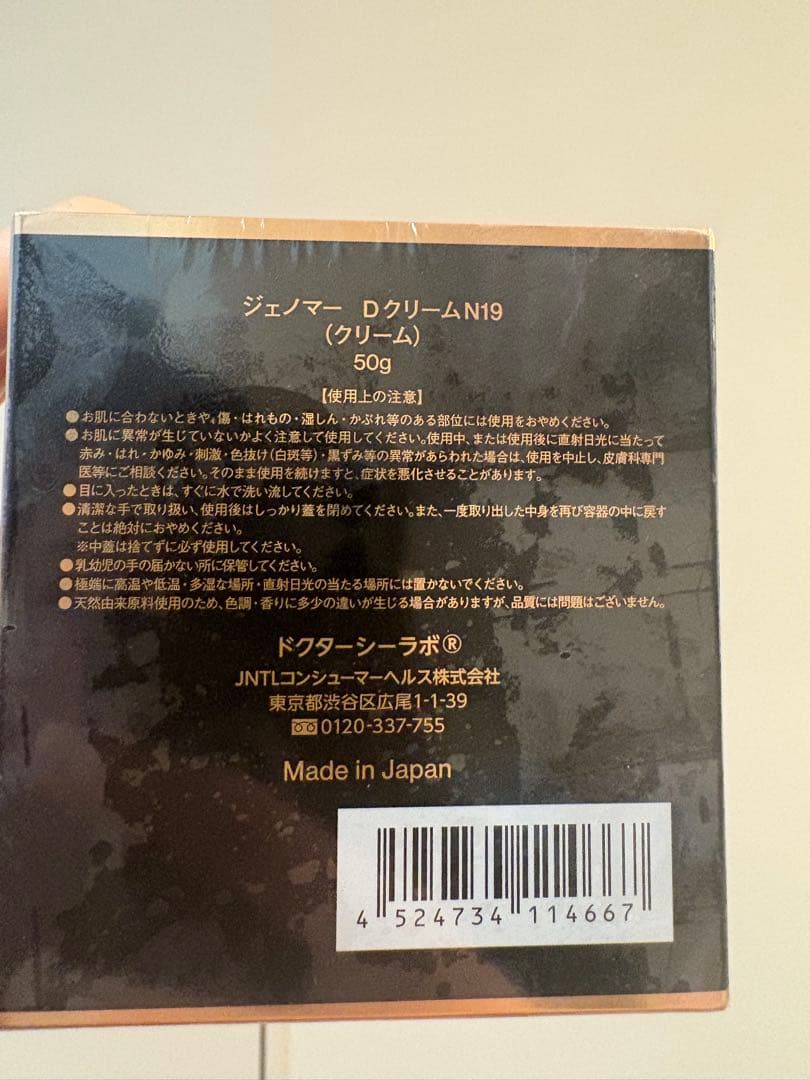 ジェノマー　DクリームN19
（クリーム）
50g
【使用上の注意】
●お肌に合わないときや、傷・はれもの・湿しん・かぶれ等のある部位には使用をおやめください。
●お肌に異常が生じていないかよく注意して使用してください。使用中、または使用後に直射日光に当たって
赤み・はれ・かゆみ・刺激・色抜け（白斑等）・黒ずみ等の異常があらわれた場合は、使用を中止し、皮膚科専門
医等にご相談ください。そのまま使用を続けますと、症状を悪化させることがあります。
●目に入ったときは、すぐに水で洗い流してください。
●清潔な手で取り扱い、使用後はしっかり蓋を閉めてください。また、一度取り出した中身を再び容器の中に戻す
ことは絶対におやめください。
※中蓋は捨てずに必ず使用してください。
●乳幼児の手の届かない所に保管してください。
●極端に高温や低温・多湿な場所・直射日光の当たる場所には置かないでください。
●天然由来原料使用のため、色調・香りに多少の違いが生じる場合がありますが、品質には問題はございません。
ドクターシーラボ®
JNTLコンシューマーヘルス株式会社
東京都渋谷区広尾1-1-39
0120-337-755
Made in Japan
4 524734 114667